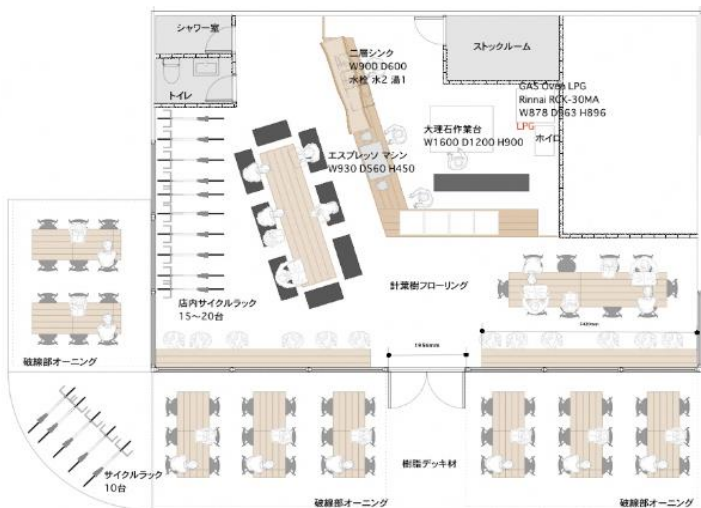 シャワー室
トイレ
二層シンク
W900 D600
水栓 水2 湯1
ストックルーム
GAS Oven LPG
Rinnai RCK-30MA
W878 D663 H896
LPG
ホイロ
大理石作業台
W1600 D1200 H900
エスプレッソ マシン
W930 D560 H450
店内サイクルラック
15〜20台
針葉樹フローリング
破線部オーニング
サイクルラック
10台
樹脂デッキ材
破線部オーニング
破線部オーニング